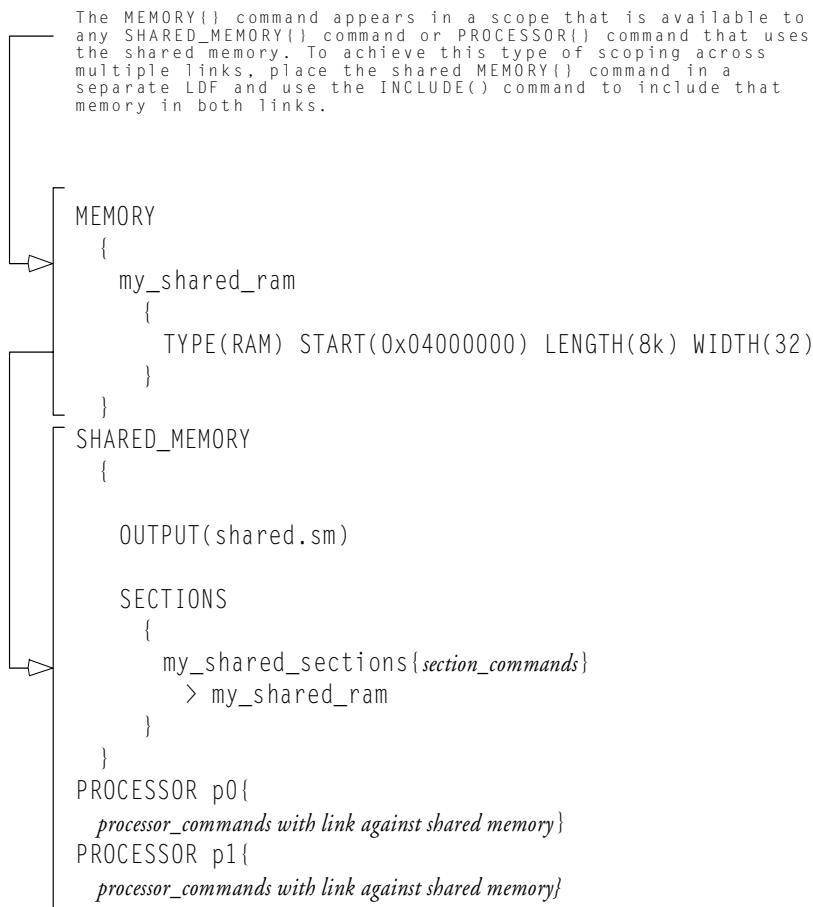 The MEMORY{} command appears in a scope that is available to
any SHARED_MEMORY{} command or PROCESSOR{} command that uses
the shared memory. To achieve this type of scoping across
multiple links, place the shared MEMORY{} command in a
separate LDF and use the INCLUDE() command to include that
memory in both links.
MEMORY
{
my_shared_ram
{
TYPE(RAM) START(0x04000000) LENGTH(8k) WIDTH(32)
}
}
SHARED_MEMORY
{
OUTPUT(shared.sm)
SECTIONS
{
my_shared_sections{section_commands}
> my_shared_ram
}
}
PROCESSOR p0{
processor_commands with link against shared memory}
PROCESSOR p1{
processor_commands with link against shared memory}